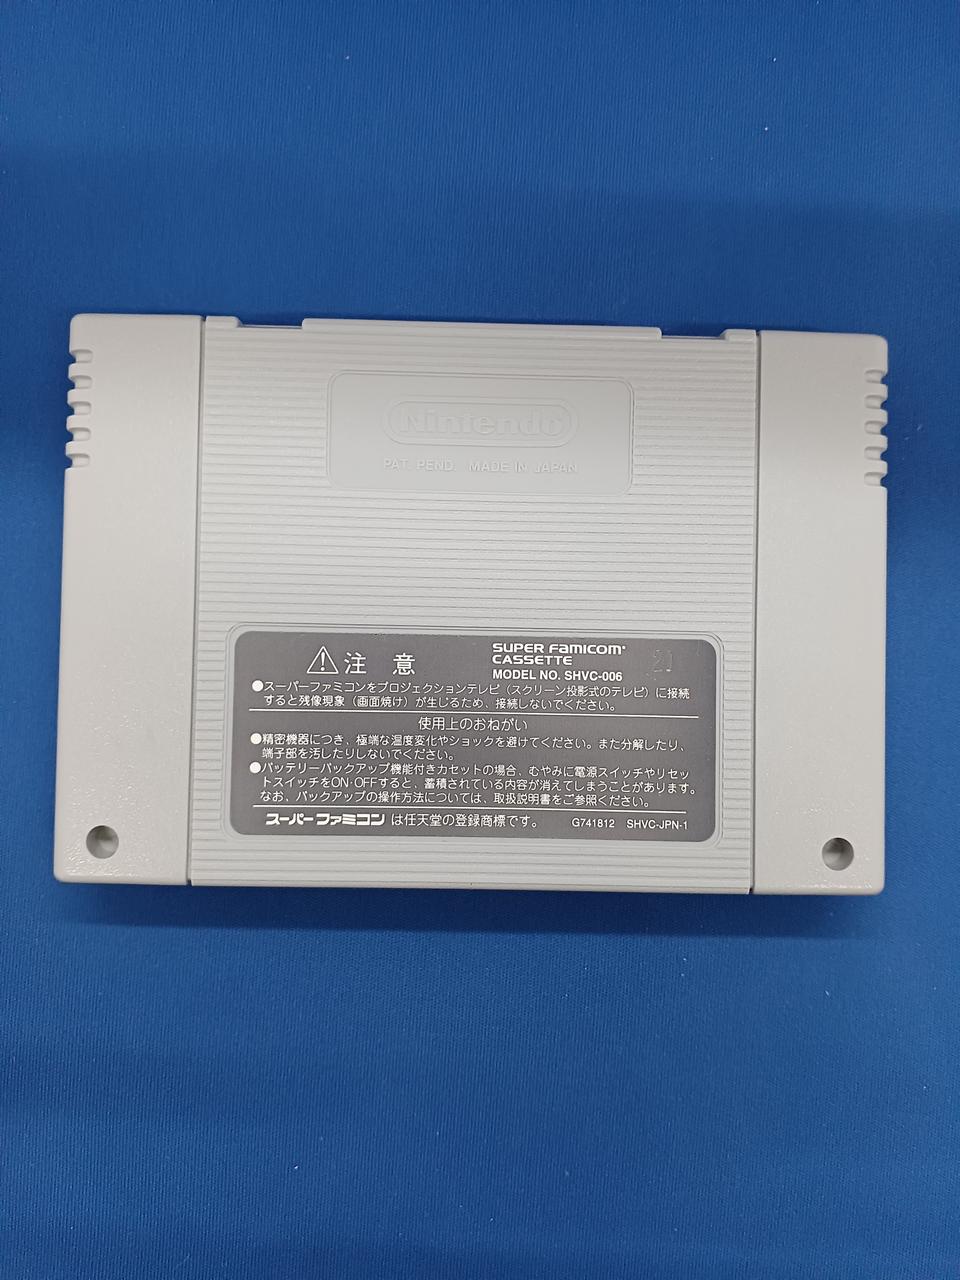 Nintendo
PAT. PEND. MADE IN JAPAN
注意
SUPER FAMICOM
CASSETTE
MODEL NO. SHVC-006
21
●スーパーファミコンをプロジェクションテレビ（スクリーン投影式のテレビ）に接続
すると残像現象（画面焼け）が生じるため、接続しないでください。
使用上のおねがい
●精密機器につき、極端な温度変化やショックを避けてください。また分解したり、
端子部を汚したりしないでください。
●バッテリーバックアップ機能付きカセットの場合、むやみに電源スイッチやリセッ
トスイッチをON·OFFすると、蓄積されている内容が消えてしまうことがあります。
なお、バックアップの操作方法については、取扱説明書をご参照ください。
スーパーファミコン は任天堂の登録商標です。
G741812 SHVC-JPN-1